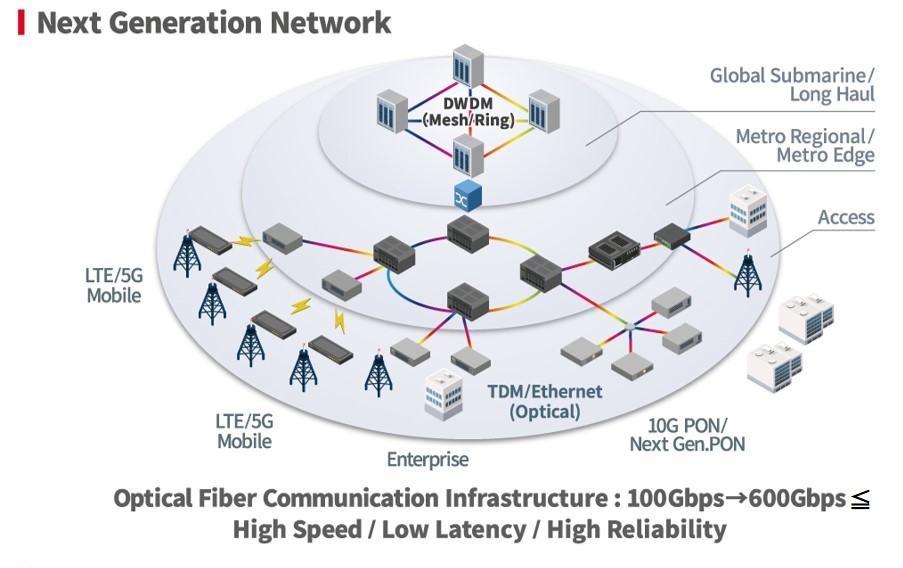 Next Generation Network
Global Submarine/
Long Haul
DWDM
(Mesh/Ring)
Metro Regional/
Metro Edge
Access
LTE/5G
Mobile
TDM/Ethernet
(Optical)
LTE/5G
Mobile
10G PON/
Next Gen.PON
Enterprise
Optical Fiber Communication Infrastructure : 100Gbps→600Gbps ≦
High Speed / Low Latency / High Reliability